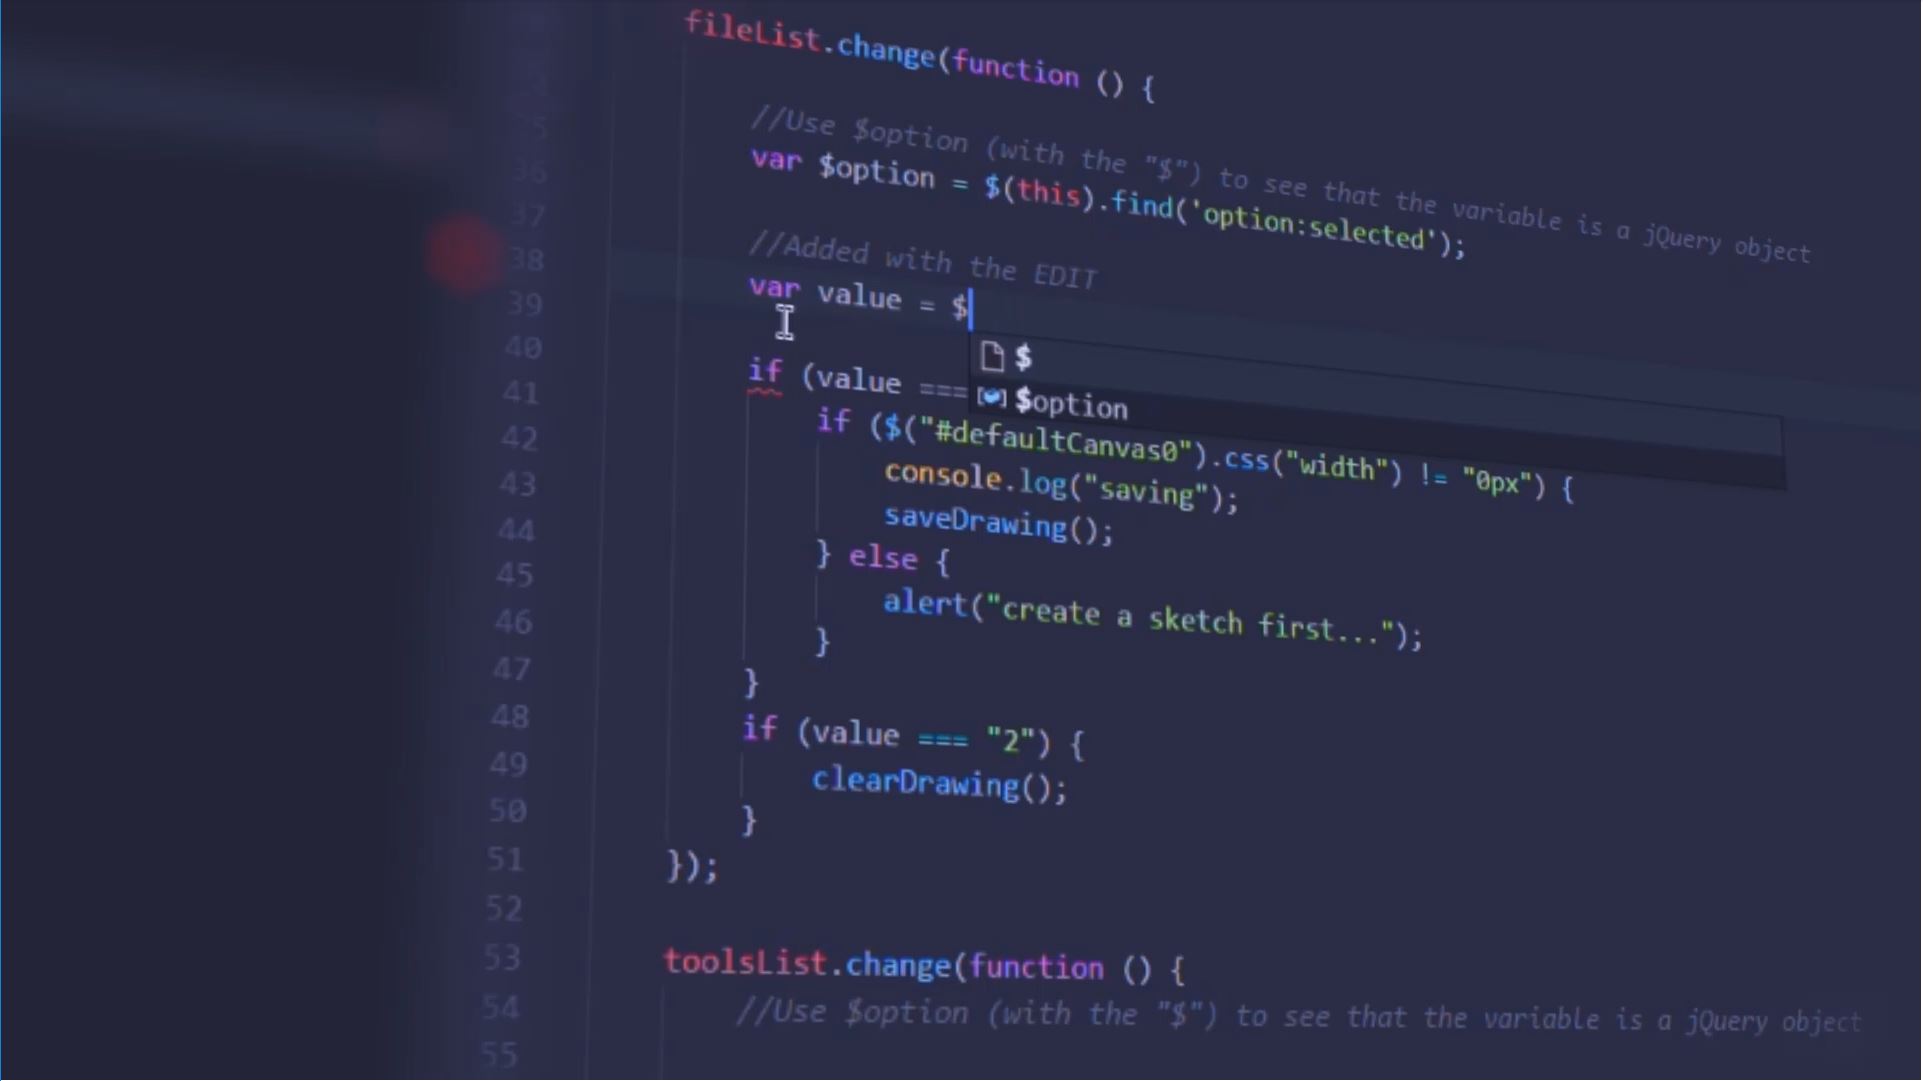 fileList.change(function () {
35
//Use $option (with the "$") to see that the variable is a jQuery object
36 var $option = $(this).find('option:selected');
37
38 //Added with the EDIT
39 var value = $
$
$option
40
41 if (value ===
42 if ($("#defaultCanvas0").css("width") != "0px") {
43 console.log("saving");
44 saveDrawing();
45 } else {
46 alert("create a sketch first...");
47 }
48 }
49 if (value === "2") {
50 clearDrawing();
51 }
52 });
53 toolsList.change(function () {
54 //Use $option (with the "$") to see that the variable is a jQuery object
55